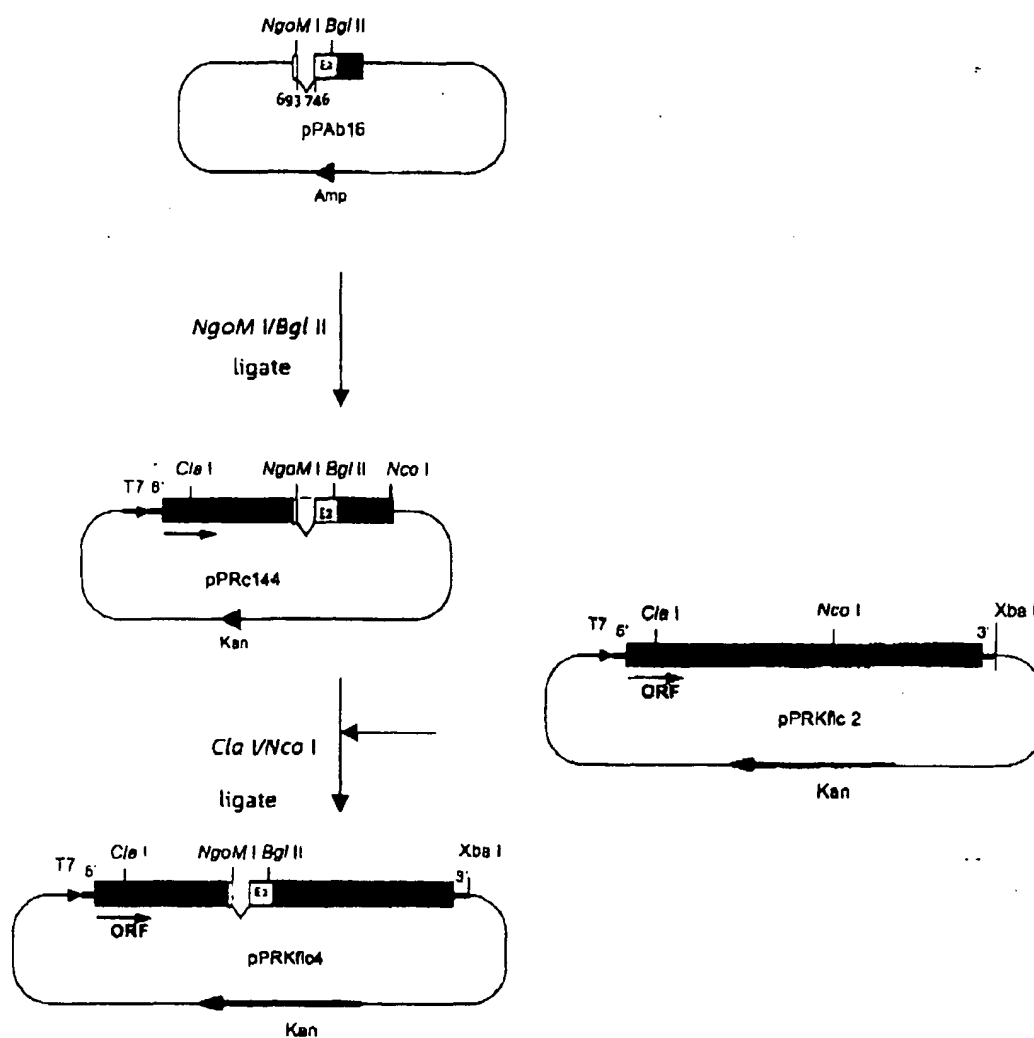 NgoM I Bgl II
E2
693 746
pPAb16
Amp
NgoM I/Bgl II
ligate
Cla I NgoM I Bgl II Nco I
T7 5'
E2
pPRc144
Kan
Cla I Nco I Xba I
T7 5' 3'
ORF
pPRKflc 2
Kan
Cla I/Nco I
ligate
Cla I NgoM I Bgl II Xba I
T7 5' 3'
E2
ORF
pPRKflc4
Kan